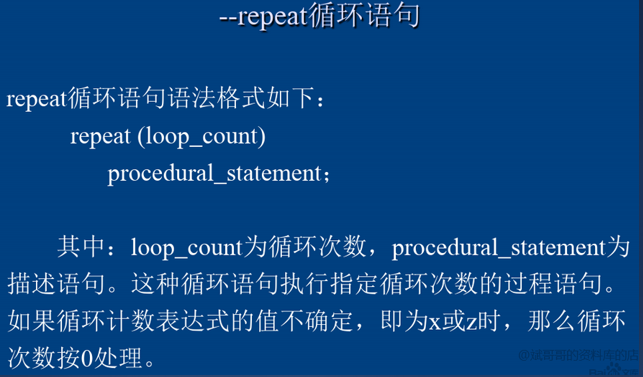 --repeat循环语句
repeat循环语句语法格式如下：
repeat (loop_count)
procedural_statement；
其中：loop_count为循环次数，procedural_statement为
描述语句。这种循环语句执行指定循环次数的过程语句。
如果循环计数表达式的值不确定，即为x或z时，那么循环
次数按0处理。